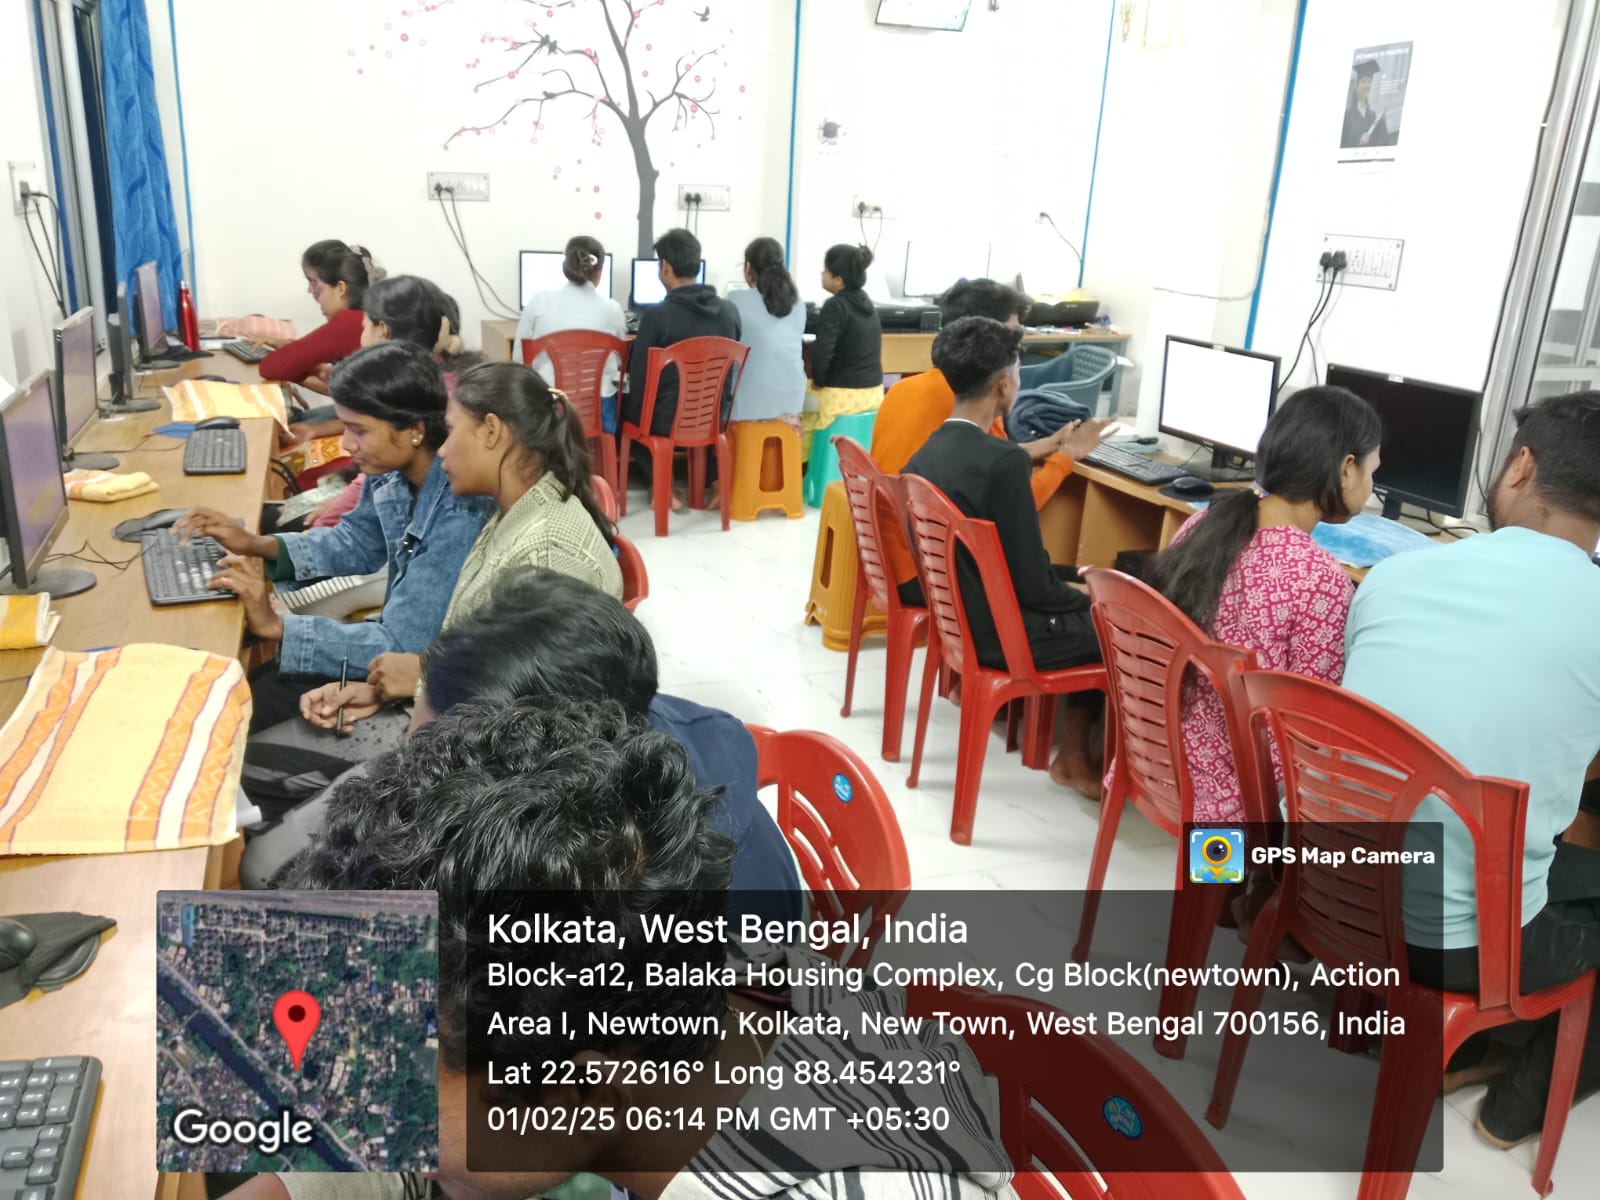 GPS Map Camera
Kolkata, West Bengal, India
Block-a12, Balaka Housing Complex, Cg Block(newtown), Action
Area I, Newtown, Kolkata, New Town, West Bengal 700156, India
Lat 22.572616° Long 88.454231°
01/02/25 06:14 PM GMT +05:30
Google